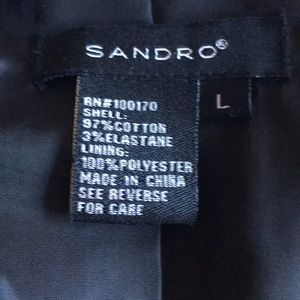 SANDRO®
L
RN#100170
SHELL:
97%COTTON
3%ELASTANE
LINING:
100%POLYESTER
MADE IN CHINA
SEE REVERSE
FOR CARE